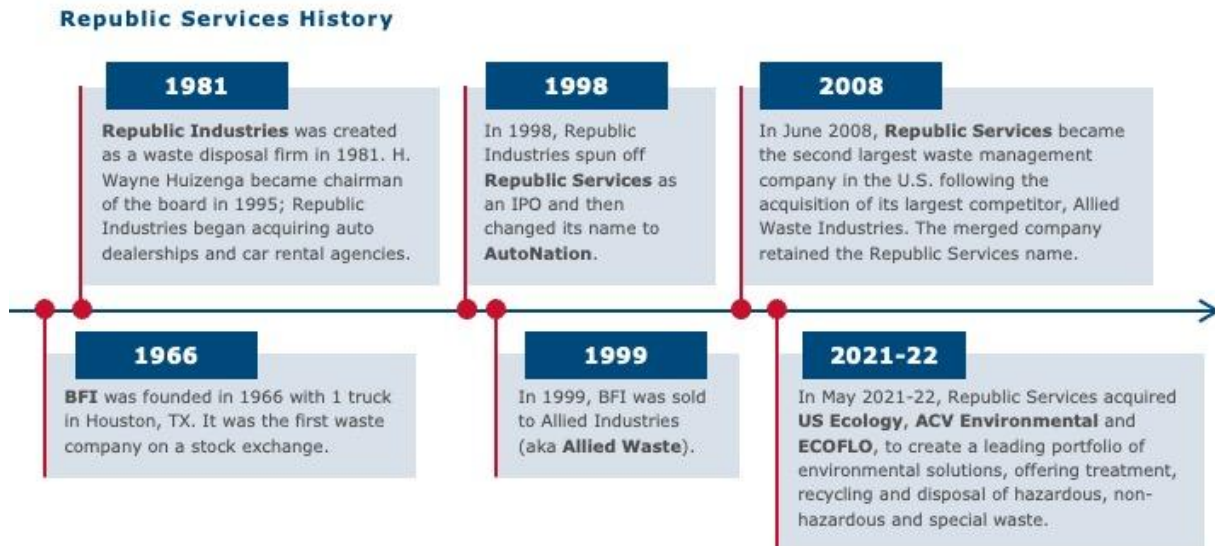 Republic Services History
1981
Republic Industries was created
as a waste disposal firm in 1981. H.
Wayne Huizenga became chairman
of the board in 1995; Republic
Industries began acquiring auto
dealerships and car rental agencies.
1998
In 1998, Republic
Industries spun off
Republic Services as
an IPO and then
changed its name to
AutoNation.
2008
In June 2008, Republic Services became
the second largest waste management
company in the U.S. following the
acquisition of its largest competitor, Allied
Waste Industries. The merged company
retained the Republic Services name.
1966
BFI was founded in 1966 with 1 truck
in Houston, TX. It was the first waste
company on a stock exchange.
1999
In 1999, BFI was sold
to Allied Industries
(aka Allied Waste).
2021-22
In May 2021-22, Republic Services acquired
US Ecology, ACV Environmental and
ECOFLO, to create a leading portfolio of
environmental solutions, offering treatment,
recycling and disposal of hazardous, non-
hazardous and special waste.